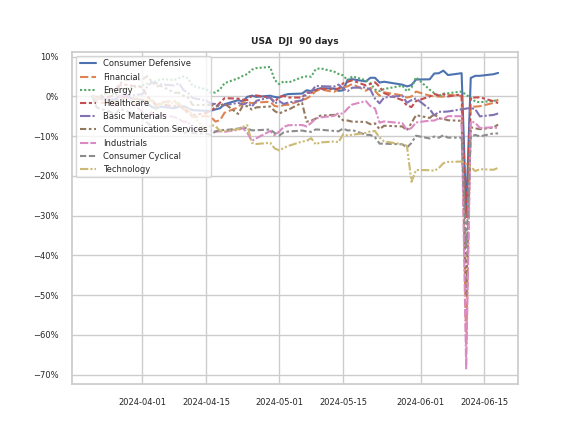 USA DJI 90 days
10%
0%
−10%
−20%
−30%
−40%
−50%
−60%
−70%
Consumer Defensive
Financial
Energy
Healthcare
Basic Materials
Communication Services
Industrials
Consumer Cyclical
Technology
2024-04-01 2024-04-15 2024-05-01 2024-05-15 2024-06-01 2024-06-15